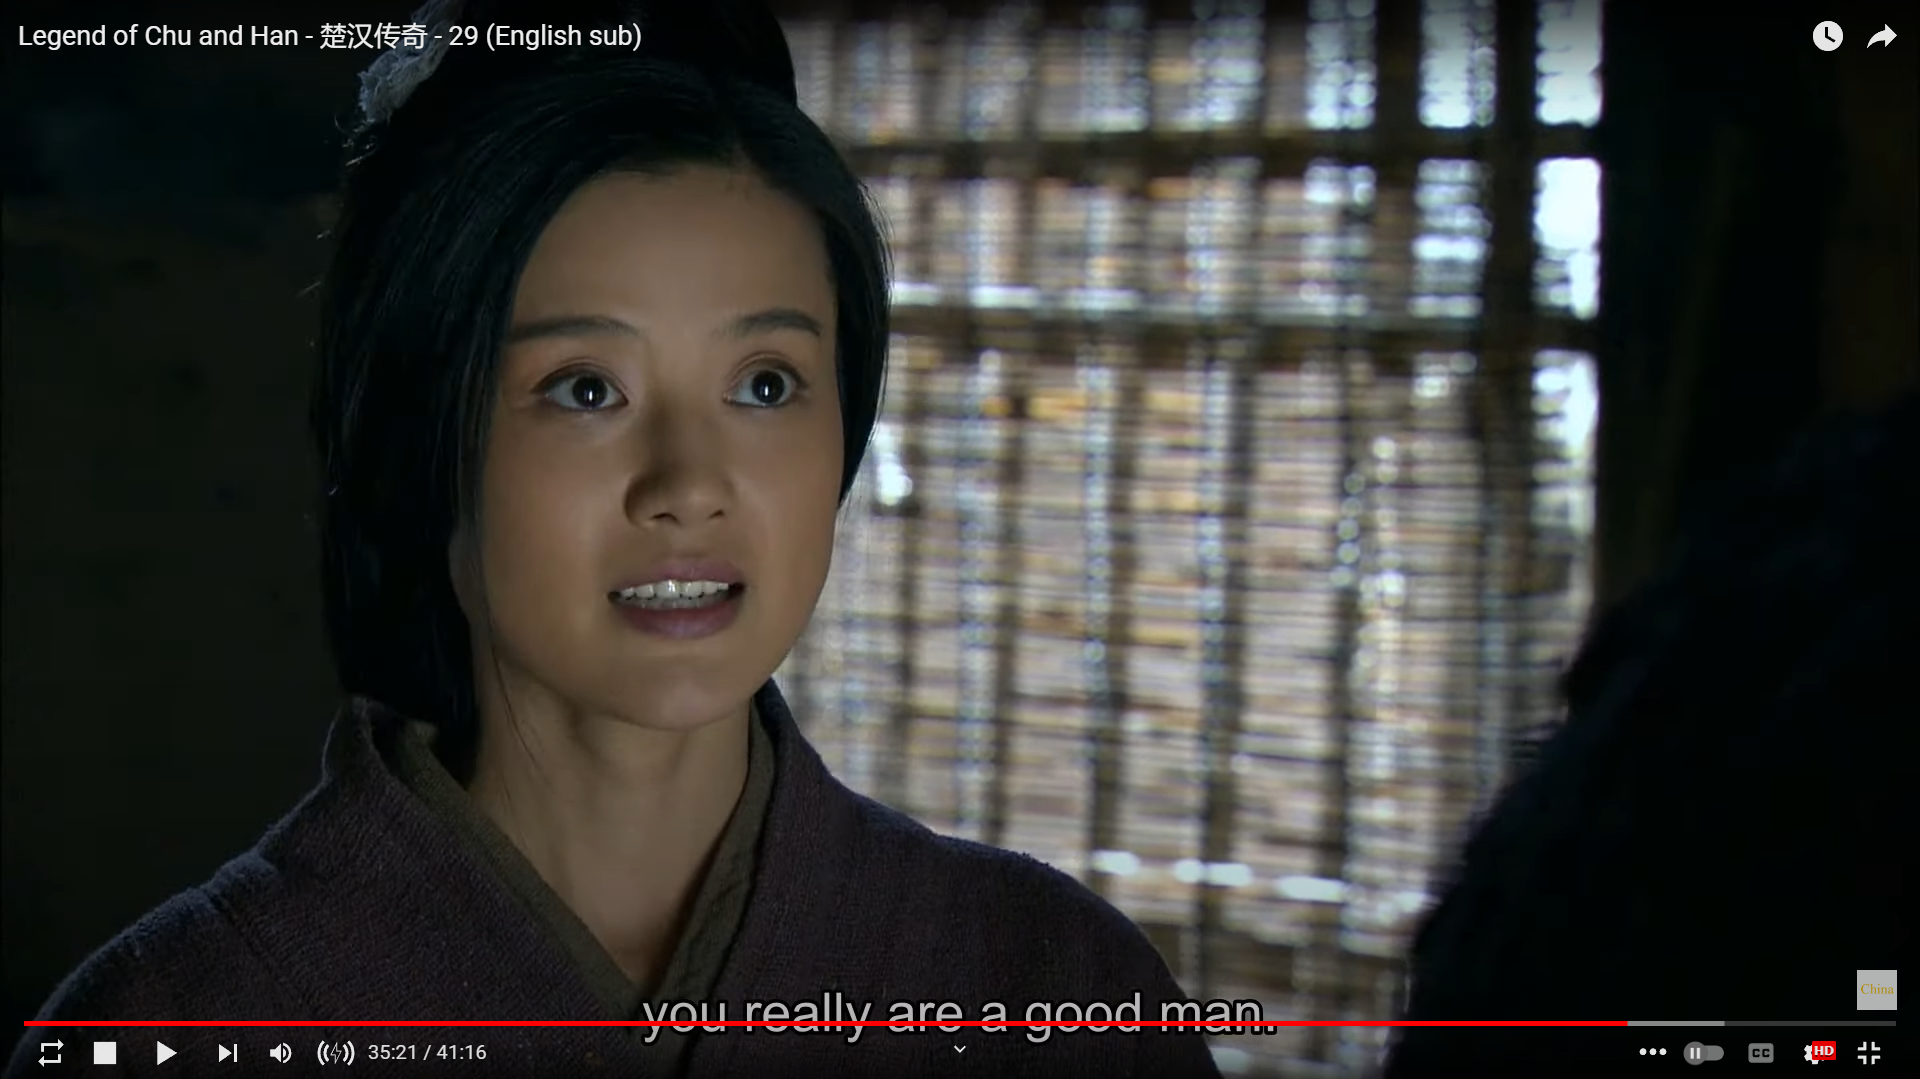 Legend of Chu and Han - 楚汉传奇 - 29 (English sub)
China
you really are a good man.
35:21 / 41:16
CC
HD